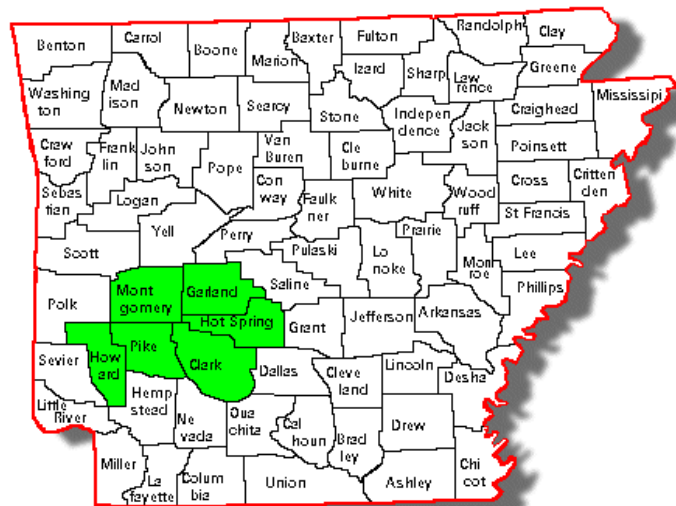 Benton
Carrol
Boone
Marion
Baxter
Fulton
Randolph
Clay
Izard
Sharp
Law
rence
Greene
Washing
ton
Mad
ison
Newton
Searcy
Stone
Indepen
dence
Jack
son
Craighead
Mississipi
Craw
ford
Frank
lin
John
son
Pope
Van
Buren
Cle
burne
Poinsett
Sebas
tian
Logan
Con
way
Faulk
ner
White
Wood
ruff
Cross
Critten
den
St Francis
Scott
Yell
Perry
Pulaski
Lo
noke
Prairie
Mon
roe
Lee
Phillips
Polk
Mont
gomery
Garland
Saline
Hot Spring
Grant
Jefferson
Arkansas
Sevier
How
ard
Pike
Clark
Dallas
Cleve
land
Lincoln
Desha
Little
River
Hemp
stead
Ne
vada
Oua
chita
Cal
houn
Brad
ley
Drew
Miller
La
fayette
Colum
bia
Union
Ashley
Chi
cot